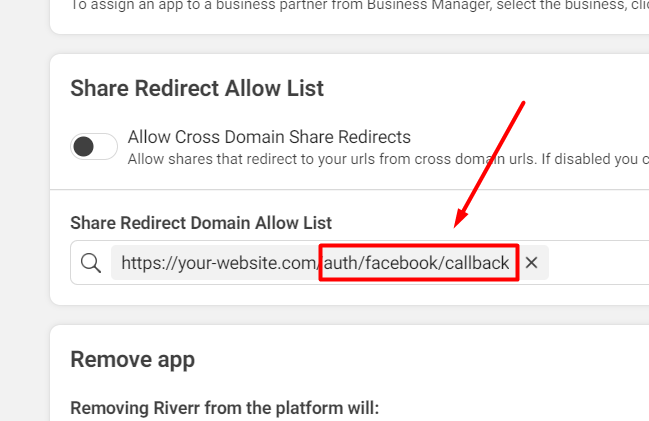 To assign an app to a business partner from Business Manager, select the business, clic
Share Redirect Allow List
Allow Cross Domain Share Redirects
Allow shares that redirect to your urls from cross domain urls. If disabled you c
Share Redirect Domain Allow List
https://your-website.com/auth/facebook/callback
Remove app
Removing Riverr from the platform will: